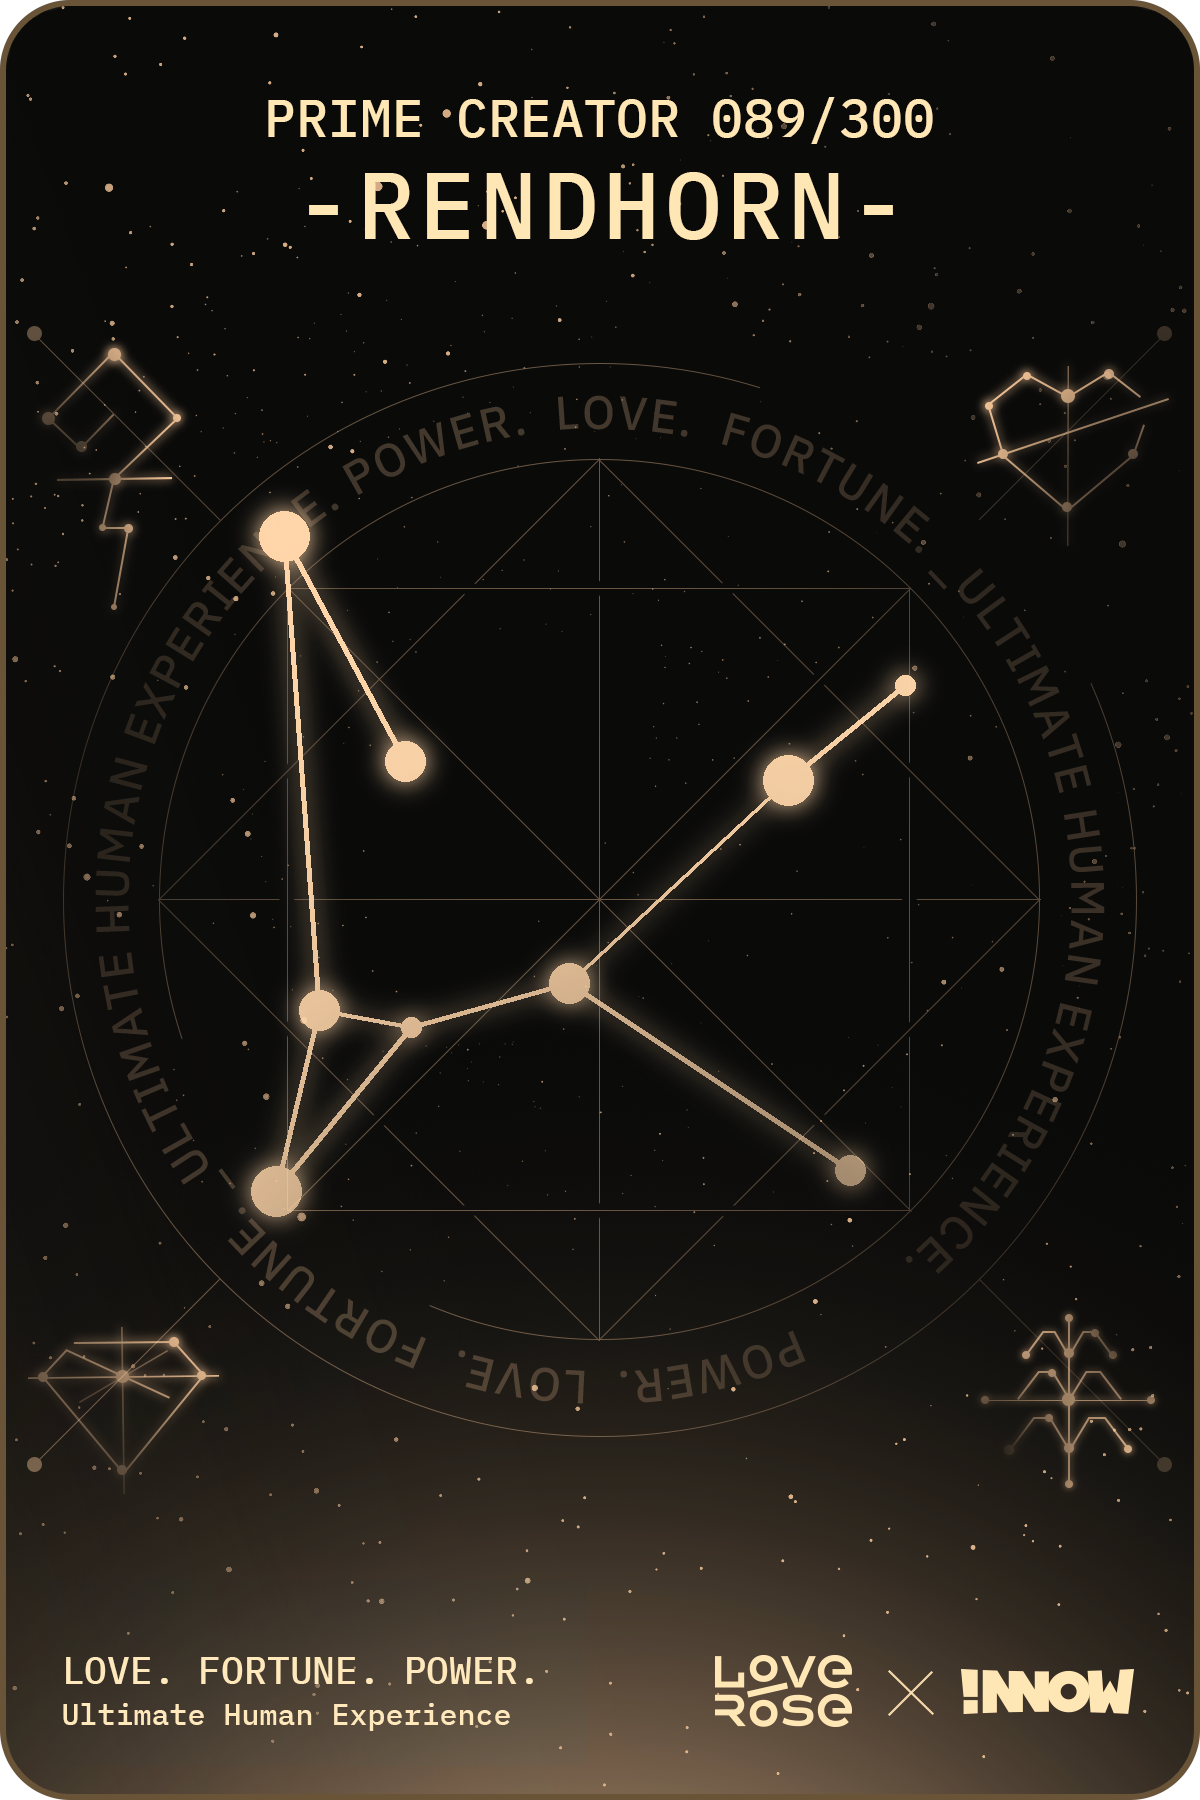 PRIME CREATOR 089/300
-RENDHORN-
POWER. LOVE. FORTUNE. – ULTIMATE HUMAN EXPERIENCE.
POWER. LOVE. FORTUNE. – ULTIMATE HUMAN EXPERIENCE.
LOVE. FORTUNE. POWER.
Ultimate Human Experience
LOVE
ROSE
!NNOW